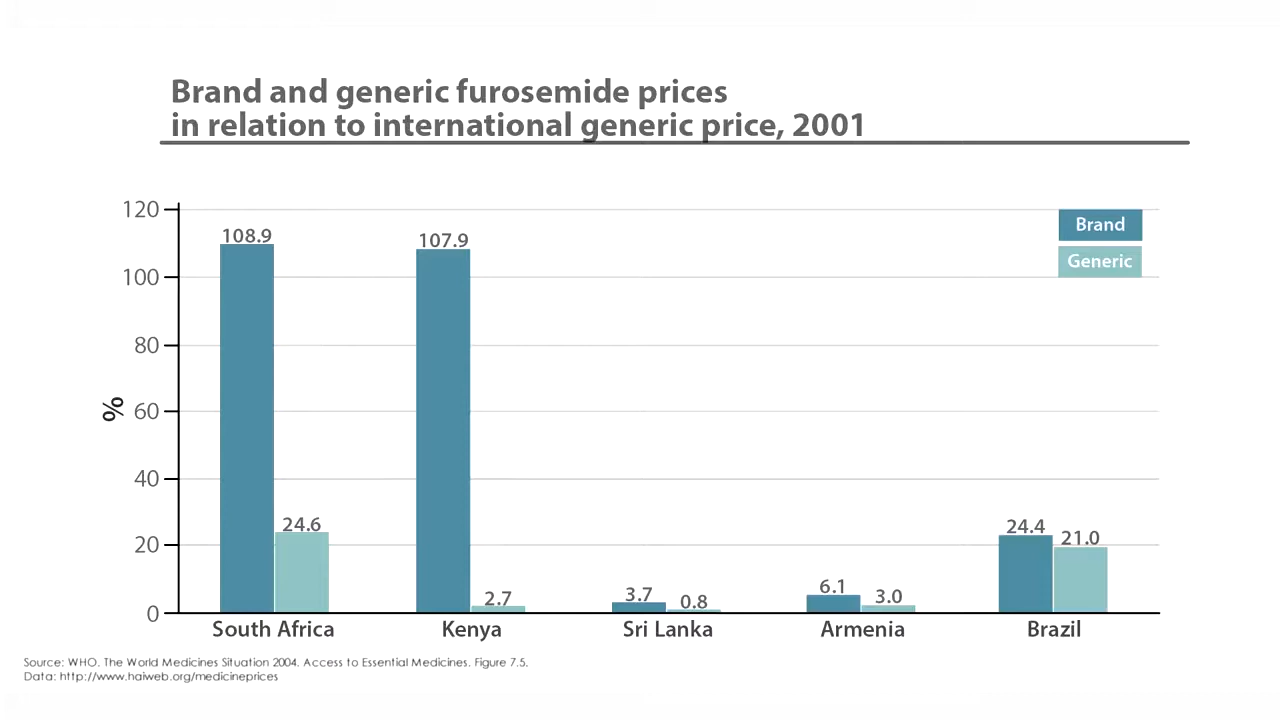 Brand and generic furosemide prices
in relation to international generic price, 2001
120
100
80
60
40
20
0
%
Brand
Generic
108.9
24.6
107.9
2.7
3.7
0.8
6.1
3.0
24.4
21.0
South Africa
Kenya
Sri Lanka
Armenia
Brazil
Source: WHO. The World Medicines Situation 2004. Access to Essential Medicines. Figure 7.5.
Data: http://www.haiweb.org/medicineprices